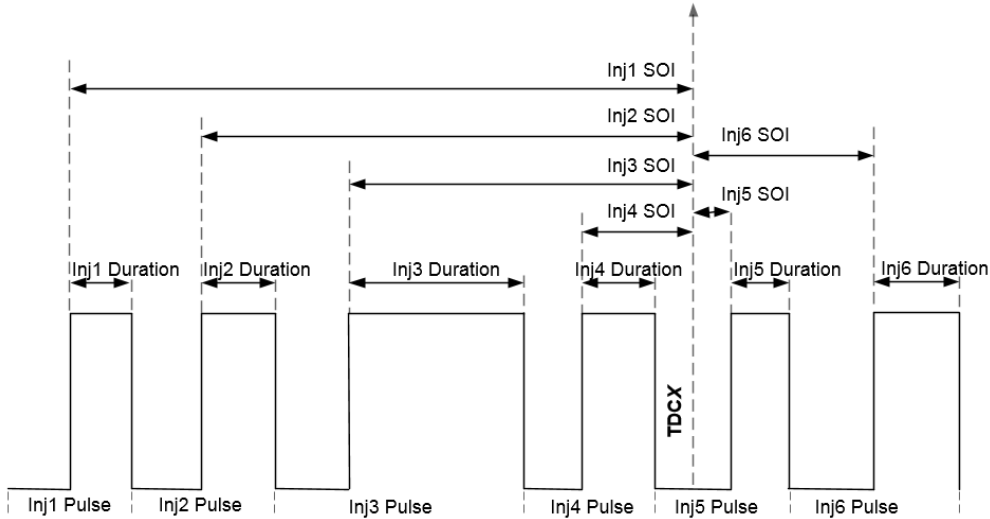 Inj1 SOI
Inj2 SOI
Inj6 SOI
Inj3 SOI
Inj5 SOI
Inj4 SOI
Inj1 Duration
Inj2 Duration
Inj3 Duration
Inj4 Duration
Inj5 Duration
Inj6 Duration
TDCX
Inj1 Pulse
Inj2 Pulse
Inj3 Pulse
Inj4 Pulse
Inj5 Pulse
Inj6 Pulse